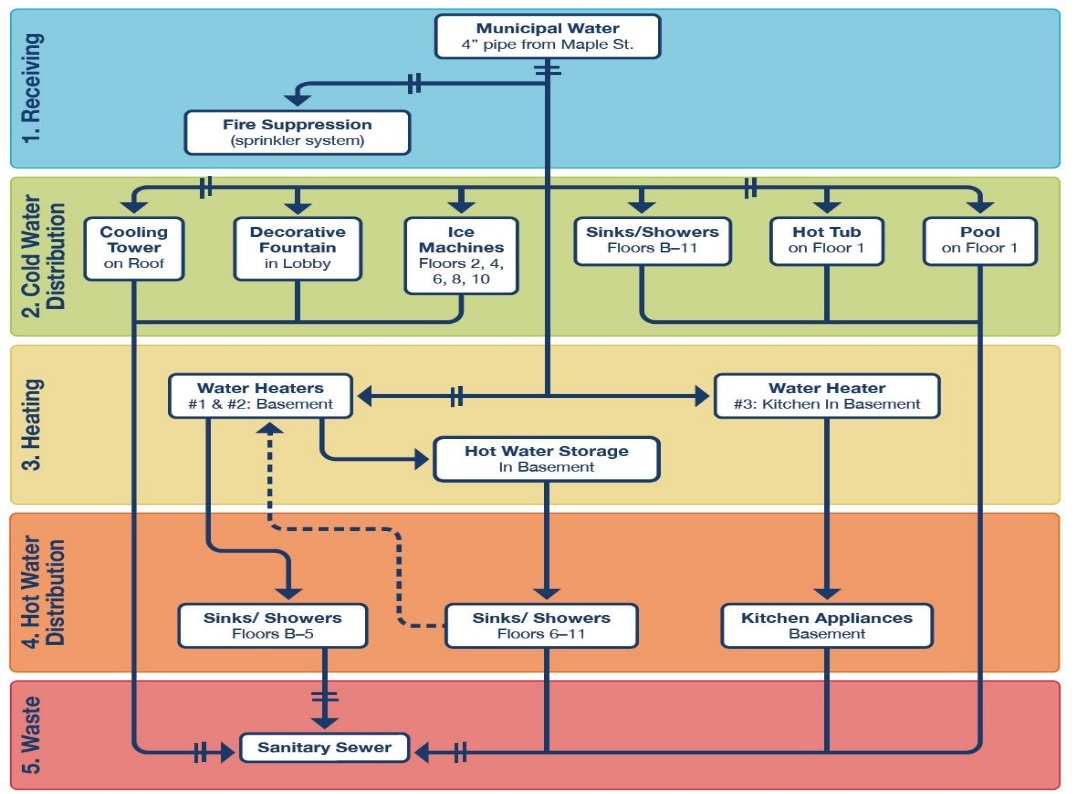 1. Receiving
Municipal Water
4” pipe from Maple St.
Fire Suppression
(sprinkler system)
2. Cold Water
Distribution
Cooling
Tower
on Roof
Decorative
Fountain
in Lobby
Ice
Machines
Floors 2, 4,
6, 8, 10
Sinks/Showers
Floors B–11
Hot Tub
on Floor 1
Pool
on Floor 1
3. Heating
Water Heaters
#1 & #2: Basement
Water Heater
#3: Kitchen In Basement
Hot Water Storage
In Basement
4. Hot Water
Distribution
Sinks/ Showers
Floors B–5
Sinks/ Showers
Floors 6–11
Kitchen Appliances
Basement
5. Waste
Sanitary Sewer